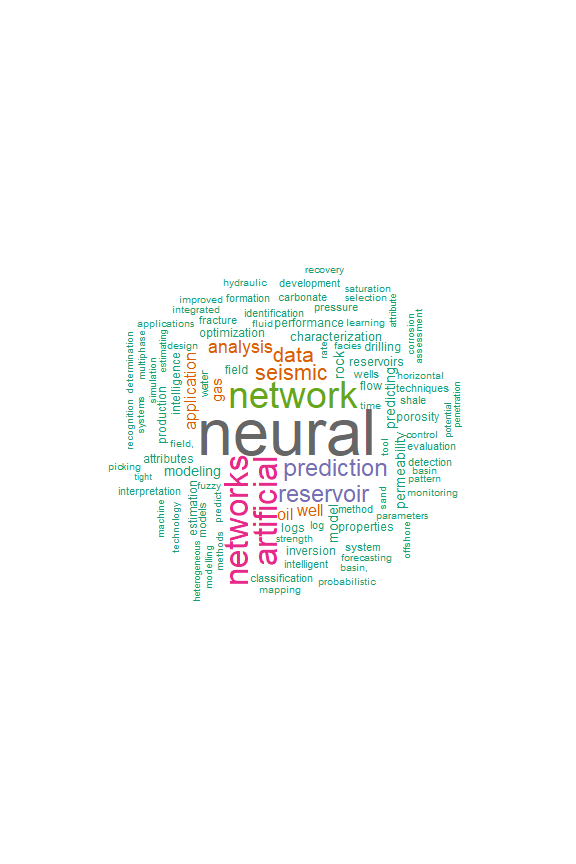 recovery
hydraulic development
saturation
improved formation carbonate selection
integrated identification pressure
attribute
applications fracture fluid performance learning
corrosion
assessment
optimization characterization
determination
multiphase
estimating
design analysis data rate facies drilling
simulation
intelligence
application
water
gas
field seismic rock reservoirs
wells horizontal
network flow techniques
predicting
penetration
potential
recognition
systems
production
time shale
porosity
neural
field, tool control
evaluation
permeability
attributes
picking modeling networks artificial prediction detection
basin
tight
pattern
interpretation fuzzy reservoir sand monitoring
estimation
models
predict
machine
technology
oil well model method parameters
logs log properties
offshore
strength
methods
modelling
heterogeneous
inversion system
forecasting
intelligent basin,
classification probabilistic
mapping